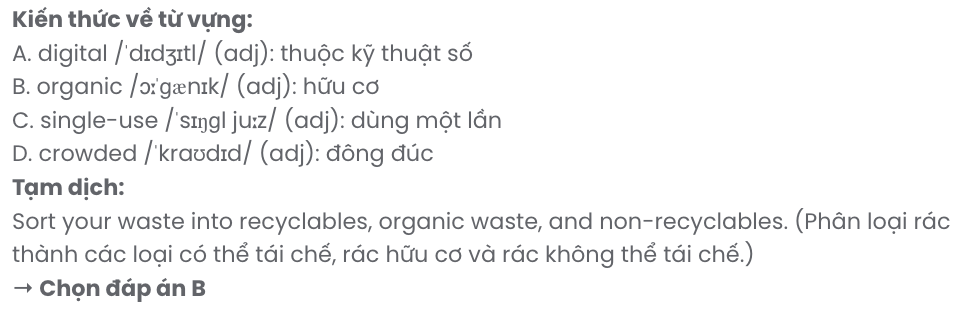 Kiến thức về từ vựng:
A. digital /ˈdɪdʒɪtl/ (adj): thuộc kỹ thuật số
B. organic /ɔːˈɡænɪk/ (adj): hữu cơ
C. single-use /ˈsɪŋɡl juːz/ (adj): dùng một lần
D. crowded /ˈkraʊdɪd/ (adj): đông đúc
Tạm dịch:
Sort your waste into recyclables, organic waste, and non-recyclables. (Phân loại rác
thành các loại có thể tái chế, rác hữu cơ và rác không thể tái chế.)
→ Chọn đáp án B